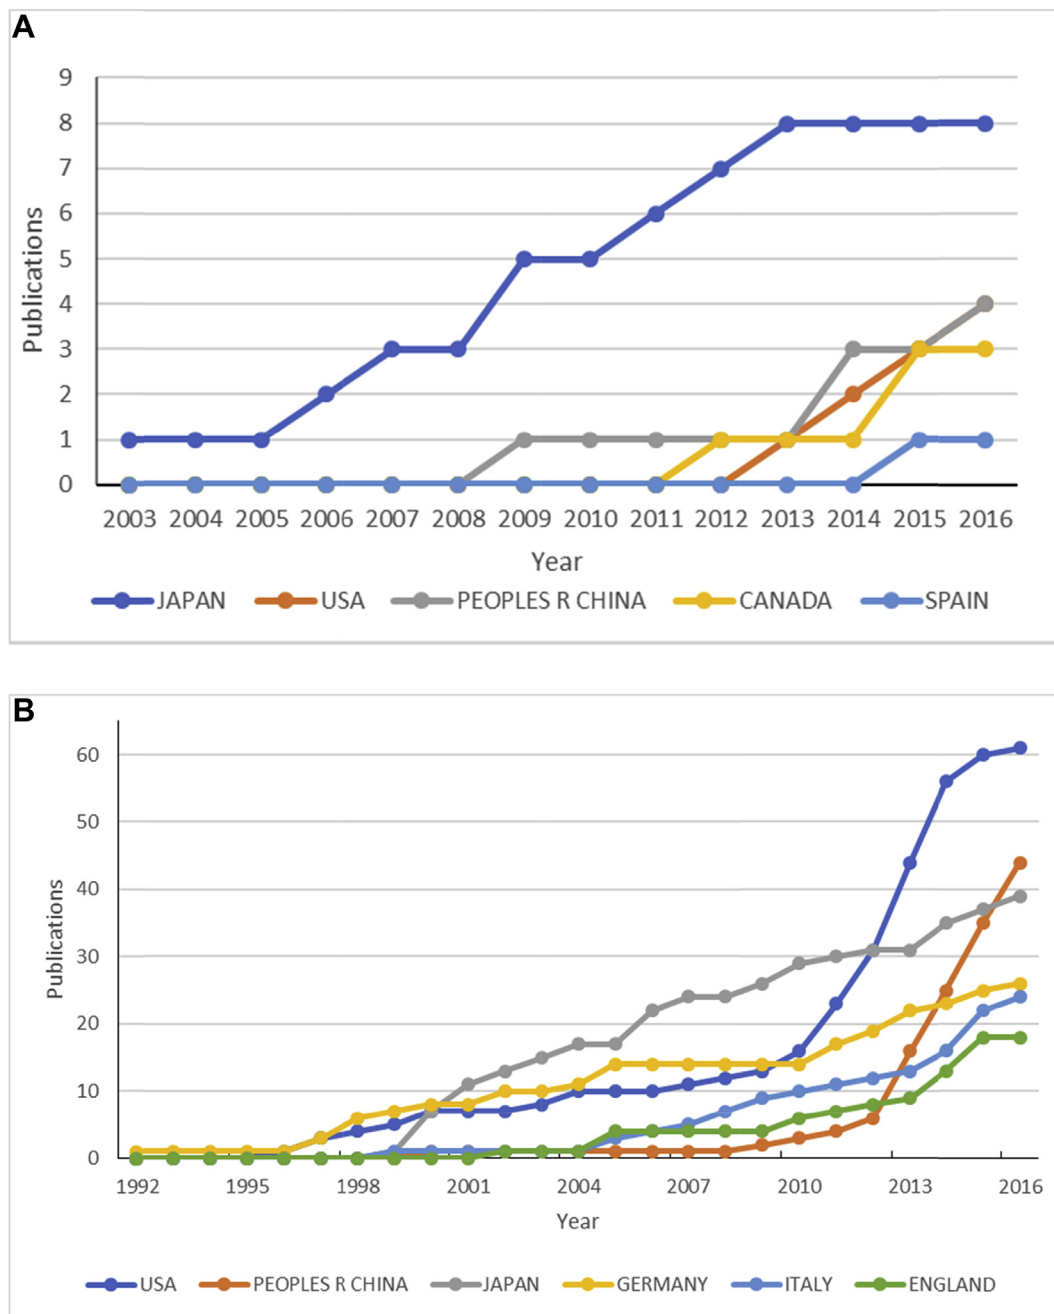 A
9
8
7
6
5
4
3
2
1
0
Publications
2003 2004 2005 2006 2007 2008 2009 2010 2011 2012 2013 2014 2015 2016
Year
JAPAN USA PEOPLES R CHINA CANADA SPAIN
B
60
50
40
30
20
10
0
Publications
1992 1995 1998 2001 2004 2007 2010 2013 2016
Year
USA PEOPLES R CHINA JAPAN GERMANY ITALY ENGLAND